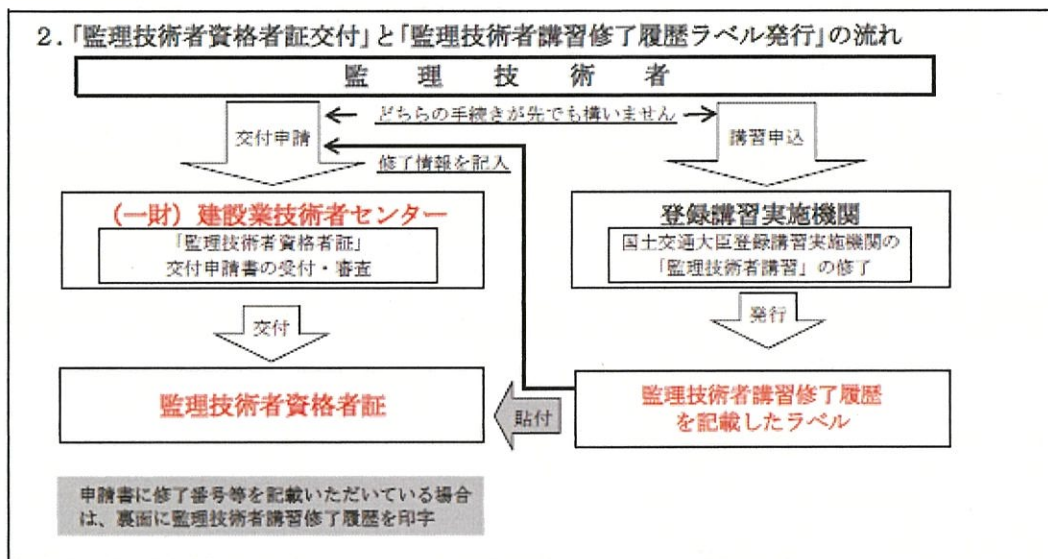 2．「監理技術者資格者証交付」と「監理技術者講習修了履歴ラベル発行」の流れ
監理技術者
どちらの手続きが先でも構いません
交付申請
講習申込
修了情報を記入
（一財）建設業技術者センター
「監理技術者資格者証」
交付申請書の受付・審査
登録講習実施機関
国土交通大臣登録講習実施機関の
「監理技術者講習」の修了
交付
発行
監理技術者資格者証
貼付
監理技術者講習修了履歴
を記載したラベル
申請書に修了番号等を記載いただいている場合
は、裏面に監理技術者講習修了履歴を印字